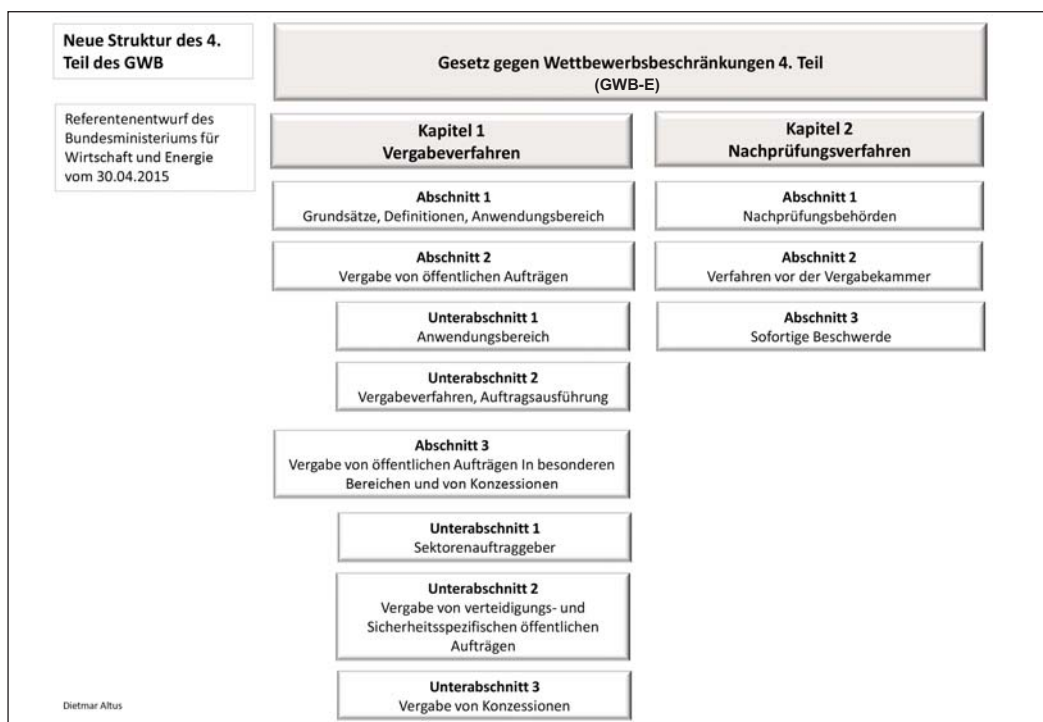 Neue Struktur des 4.
Teil des GWB
Gesetz gegen Wettbewerbsbeschränkungen 4. Teil
(GWB-E)
Referentenentwurf des
Bundesministeriums für
Wirtschaft und Energie
vom 30.04.2015
Kapitel 1
Vergabeverfahren
Abschnitt 1
Grundsätze, Definitionen, Anwendungsbereich
Abschnitt 2
Vergabe von öffentlichen Aufträgen
Unterabschnitt 1
Anwendungsbereich
Unterabschnitt 2
Vergabeverfahren, Auftragsausführung
Abschnitt 3
Vergabe von öffentlichen Aufträgen In besonderen
Bereichen und von Konzessionen
Unterabschnitt 1
Sektorenauftraggeber
Unterabschnitt 2
Vergabe von verteidigungs- und
Sicherheitsspezifischen öffentlichen
Aufträgen
Unterabschnitt 3
Vergabe von Konzessionen
Kapitel 2
Nachprüfungsverfahren
Abschnitt 1
Nachprüfungsbehörden
Abschnitt 2
Verfahren vor der Vergabekammer
Abschnitt 3
Sofortige Beschwerde
Dietmar Altus